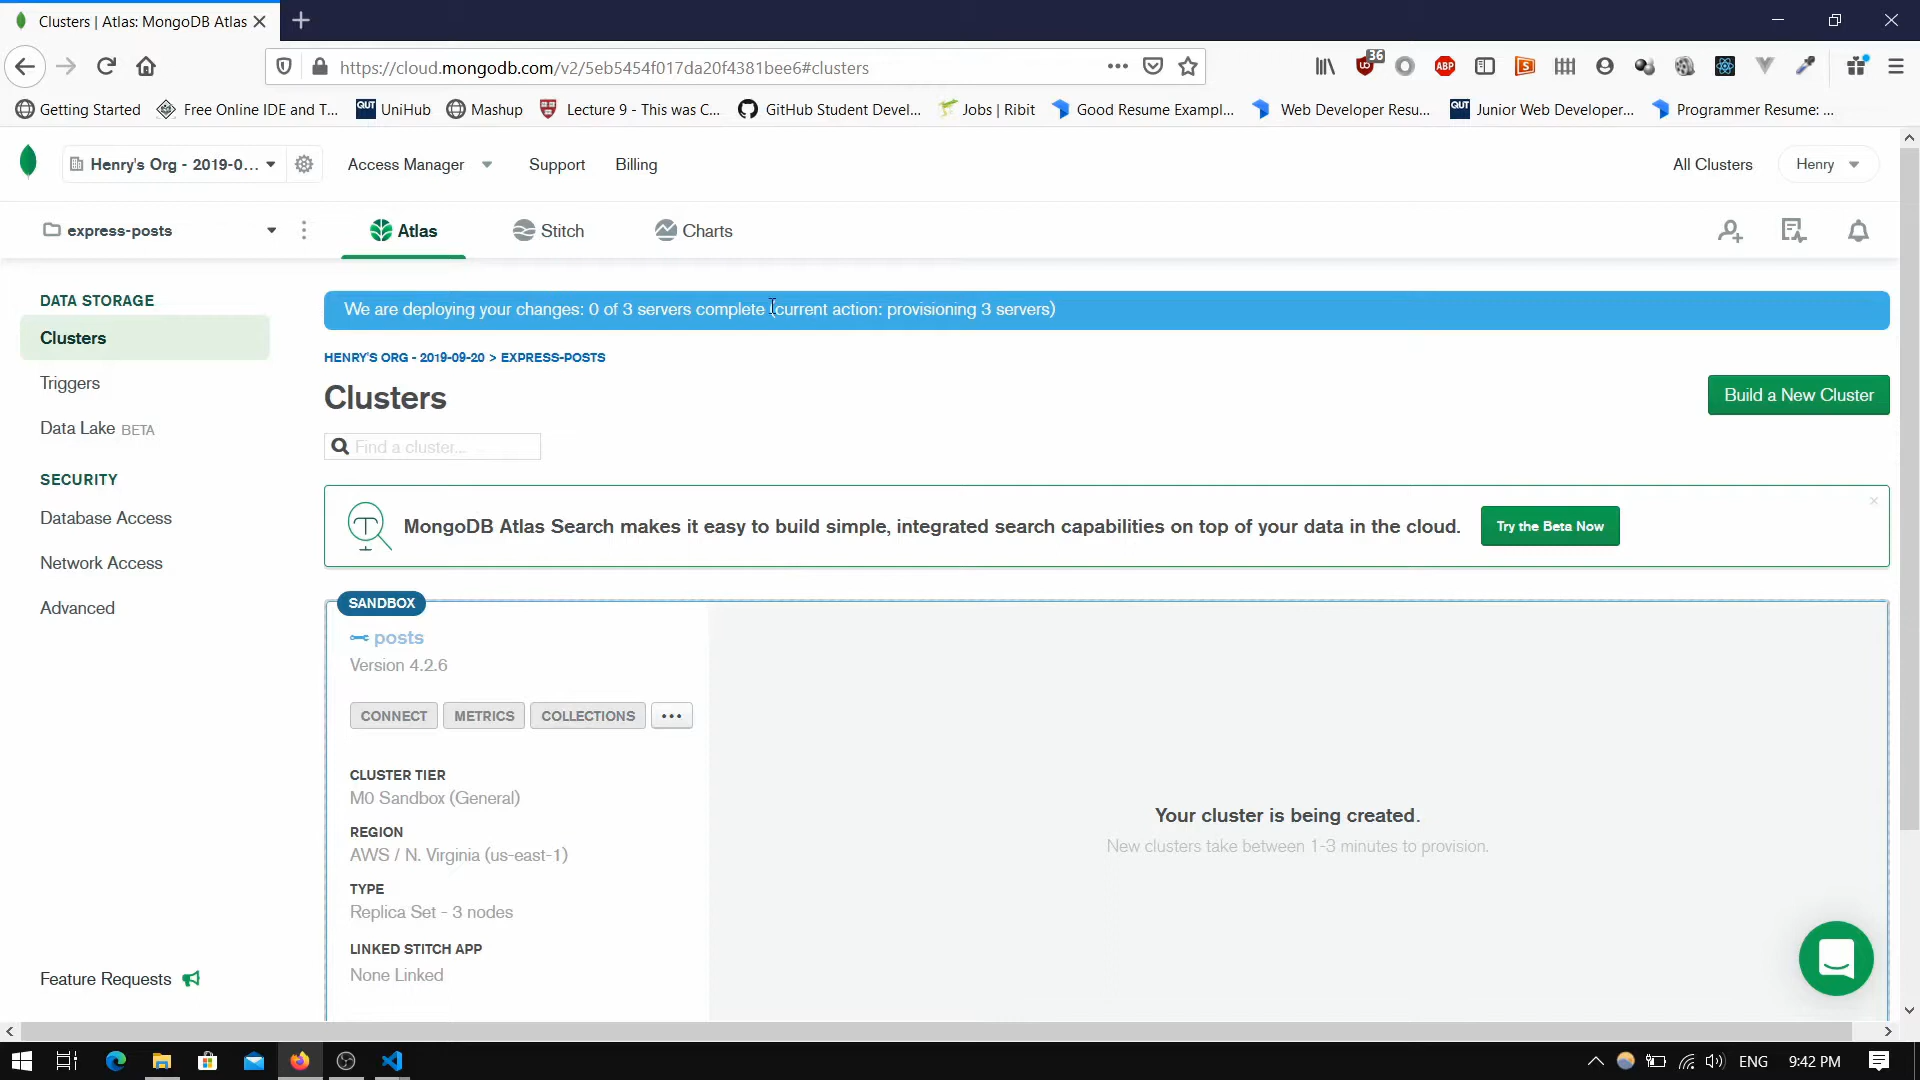 Clusters | Atlas: MongoDB Atlas
https://cloud.mongodb.com/v2/5eb5454f017da20f4381bee6#clusters
36
ABP
Getting Started
Free Online IDE and T...
QUT UniHub
Mashup
Lecture 9 - This was C...
GitHub Student Devel...
Jobs | Ribit
Good Resume Exampl...
Web Developer Resu...
QUT Junior Web Developer...
Programmer Resume: ...
Henry's Org - 2019-0...
Access Manager
Support
Billing
All Clusters
Henry
express-posts
Atlas
Stitch
Charts
DATA STORAGE
Clusters
Triggers
Data Lake BETA
SECURITY
Database Access
Network Access
Advanced
Feature Requests
We are deploying your changes: 0 of 3 servers complete (current action: provisioning 3 servers)
HENRY'S ORG - 2019-09-20 > EXPRESS-POSTS
Clusters
Build a New Cluster
Find a cluster...
MongoDB Atlas Search makes it easy to build simple, integrated search capabilities on top of your data in the cloud.
Try the Beta Now
SANDBOX
posts
Version 4.2.6
CONNECT
METRICS
COLLECTIONS
CLUSTER TIER
M0 Sandbox (General)
REGION
AWS / N. Virginia (us-east-1)
TYPE
Replica Set - 3 nodes
LINKED STITCH APP
None Linked
Your cluster is being created.
New clusters take between 1-3 minutes to provision.
ENG
9:42 PM